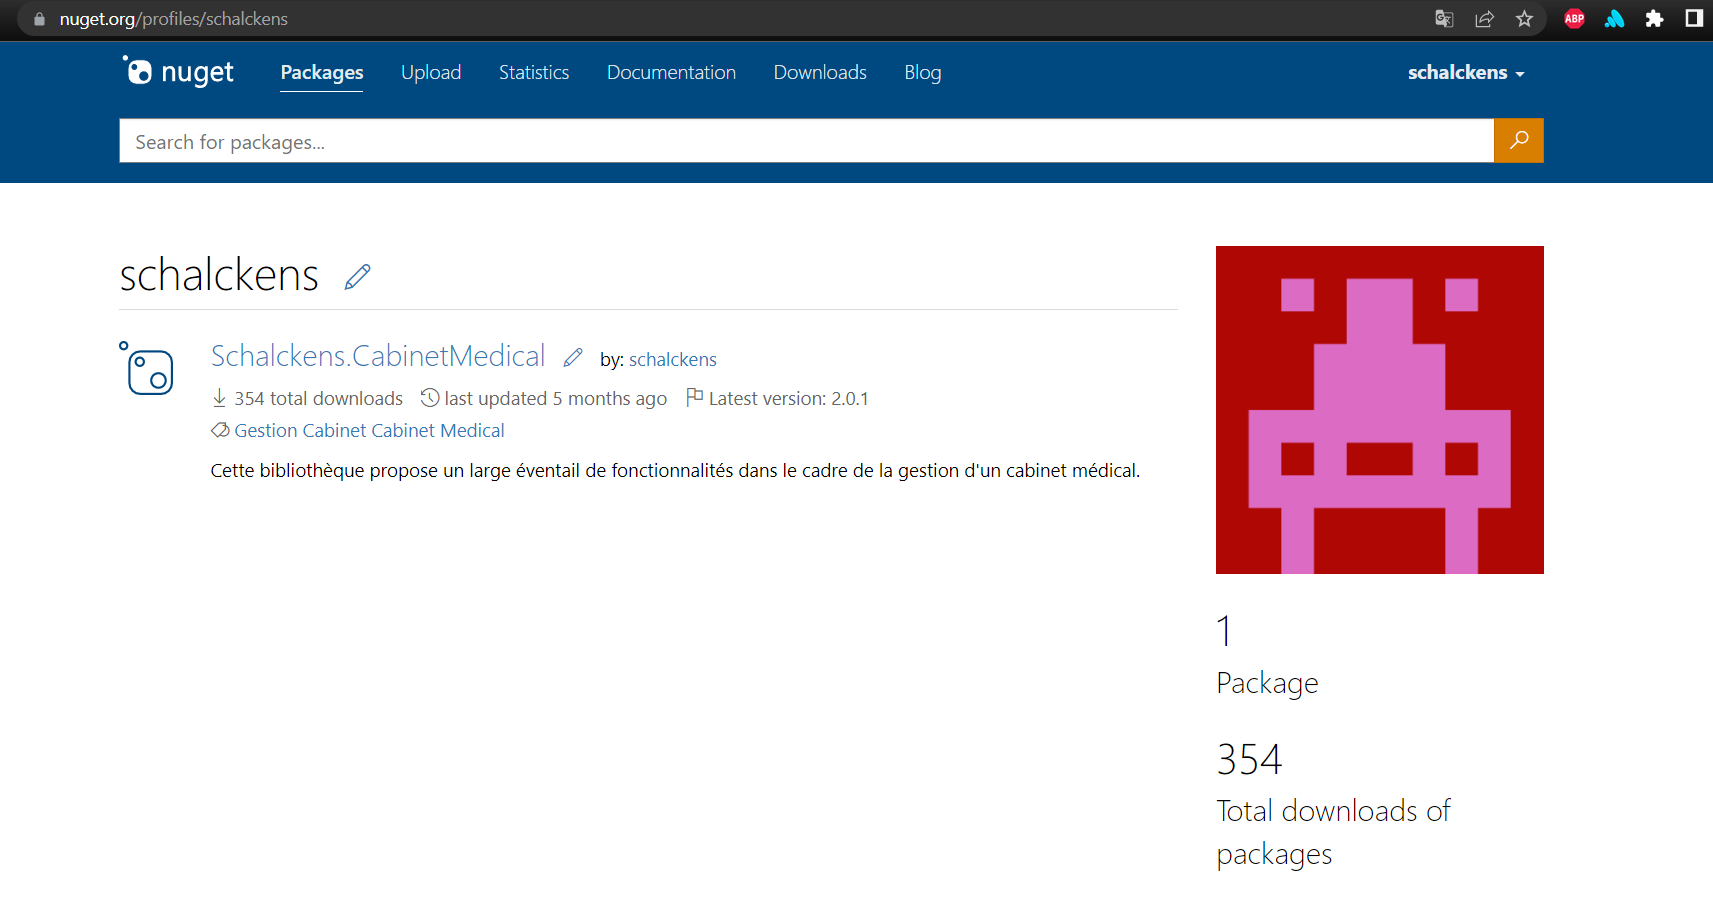 nuget.org/profiles/schalckens
ABP
nuget Packages Upload Statistics Documentation Downloads Blog schalckens
Search for packages...
schalckens
Schalckens.CabinetMedical by: schalckens
354 total downloads last updated 5 months ago Latest version: 2.0.1
Gestion Cabinet Cabinet Medical
Cette bibliothèque propose un large éventail de fonctionnalités dans le cadre de la gestion d'un cabinet médical.
1
Package
354
Total downloads of
packages